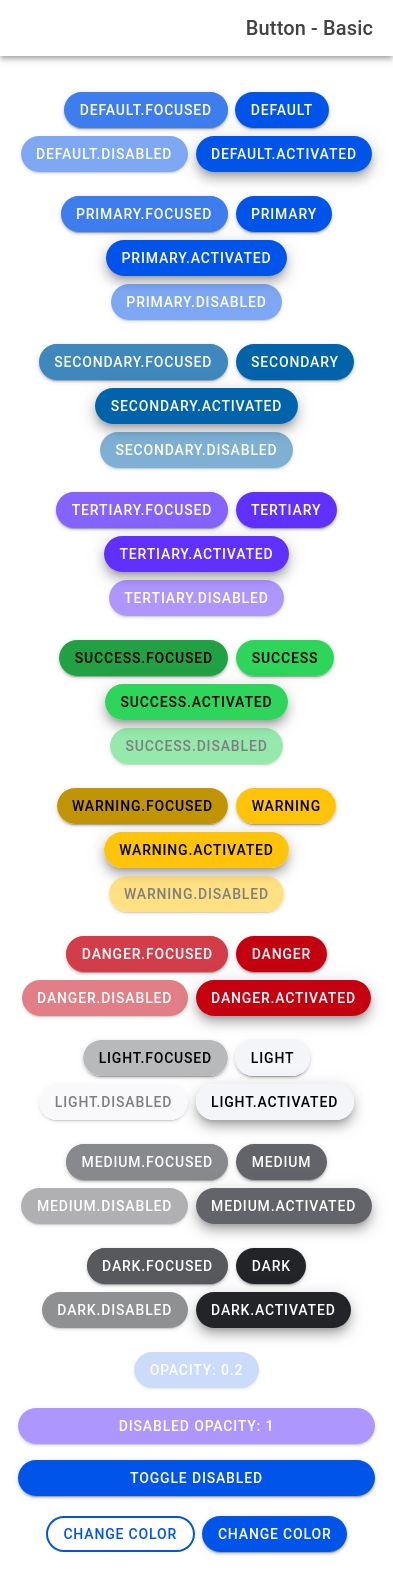 Button - Basic
DEFAULT.FOCUSED DEFAULT
DEFAULT.DISABLED DEFAULT.ACTIVATED
PRIMARY.FOCUSED PRIMARY
PRIMARY.ACTIVATED
PRIMARY.DISABLED
SECONDARY.FOCUSED SECONDARY
SECONDARY.ACTIVATED
SECONDARY.DISABLED
TERTIARY.FOCUSED TERTIARY
TERTIARY.ACTIVATED
TERTIARY.DISABLED
SUCCESS.FOCUSED SUCCESS
SUCCESS.ACTIVATED
SUCCESS.DISABLED
WARNING.FOCUSED WARNING
WARNING.ACTIVATED
WARNING.DISABLED
DANGER.FOCUSED DANGER
DANGER.DISABLED DANGER.ACTIVATED
LIGHT.FOCUSED LIGHT
LIGHT.DISABLED LIGHT.ACTIVATED
MEDIUM.FOCUSED MEDIUM
MEDIUM.DISABLED MEDIUM.ACTIVATED
DARK.FOCUSED DARK
DARK.DISABLED DARK.ACTIVATED
OPACITY: 0.2
DISABLED OPACITY: 1
TOGGLE DISABLED
CHANGE COLOR CHANGE COLOR